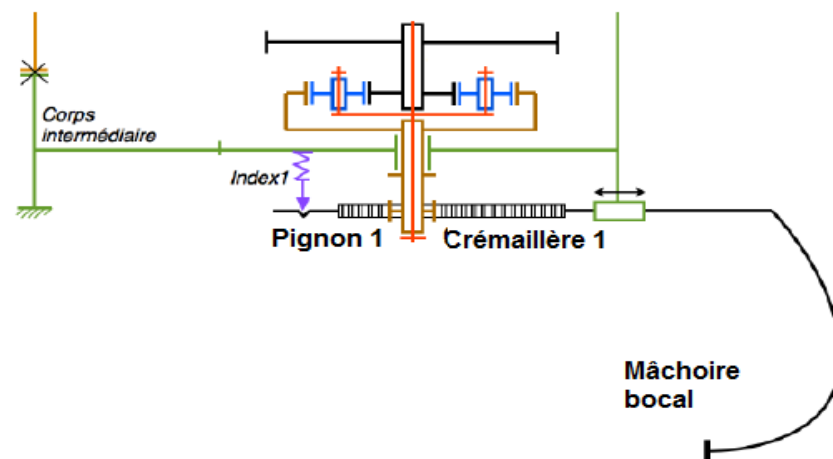 Corps
intermédiaire
Index1
Pignon 1
Crémaillère 1
Mâchoire
bocal